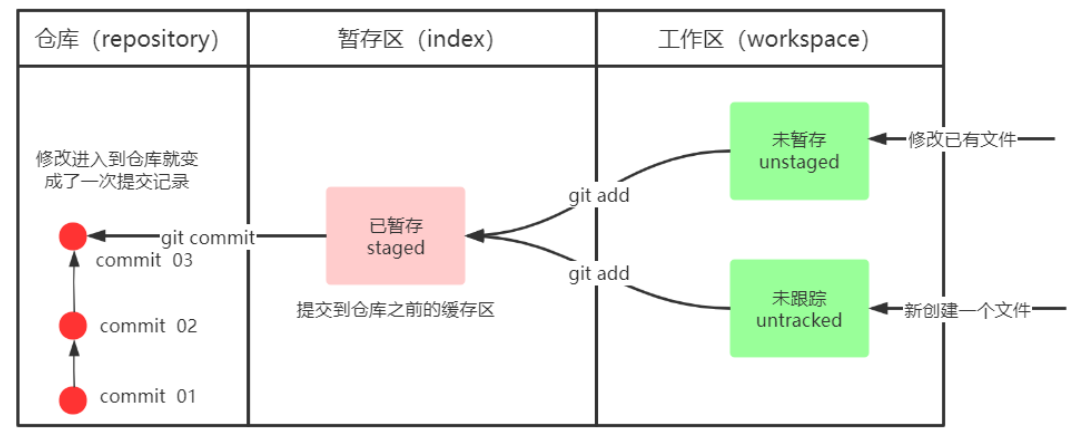 仓库（repository）
暂存区（index）
工作区（workspace）
修改进入到仓库就变
成了一次提交记录
git commit
commit 03
commit 02
commit 01
已暂存
staged
提交到仓库之前的缓存区
git add
git add
未暂存
unstaged
修改已有文件
未跟踪
untracked
新创建一个文件